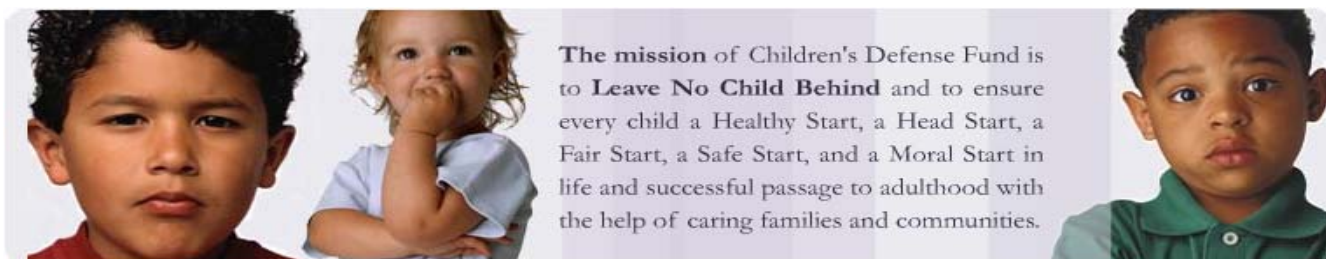 The mission of Children's Defense Fund is
to Leave No Child Behind and to ensure
every child a Healthy Start, a Head Start, a
Fair Start, a Safe Start, and a Moral Start in
life and successful passage to adulthood with
the help of caring families and communities.